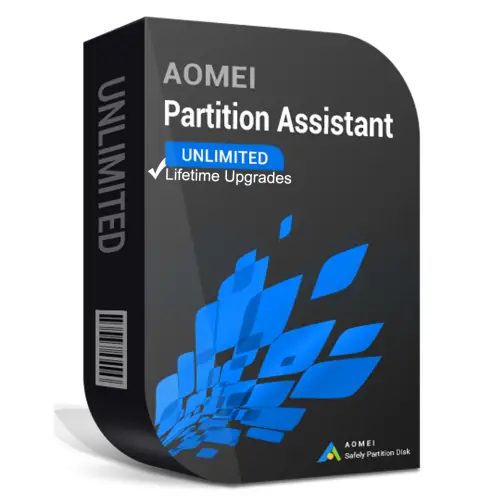 UNLIMITED
AOMEI
Partition Assistant
UNLIMITED
Lifetime Upgrades
AOMEI
Safely Partition Disk